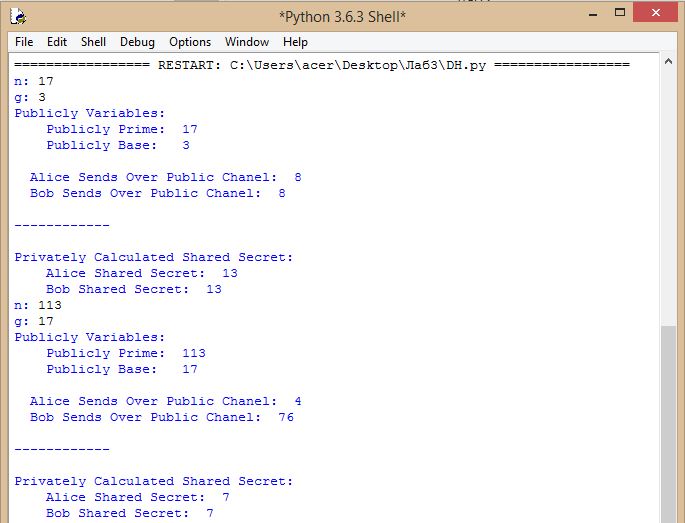 *Python 3.6.3 Shell*
File Edit Shell Debug Options Window Help
================= RESTART: C:\Users\acer\Desktop\Лаб3\DH.py =================
n: 17
g: 3
Publicly Variables:
    Publicly Prime:  17
    Publicly Base:   3
  Alice Sends Over Public Chanel:  8
  Bob Sends Over Public Chanel:  8
------------
Privately Calculated Shared Secret:
    Alice Shared Secret:  13
    Bob Shared Secret:  13
n: 113
g: 17
Publicly Variables:
    Publicly Prime:  113
    Publicly Base:   17
  Alice Sends Over Public Chanel:  4
  Bob Sends Over Public Chanel:  76
------------
Privately Calculated Shared Secret:
    Alice Shared Secret:  7
    Bob Shared Secret:  7